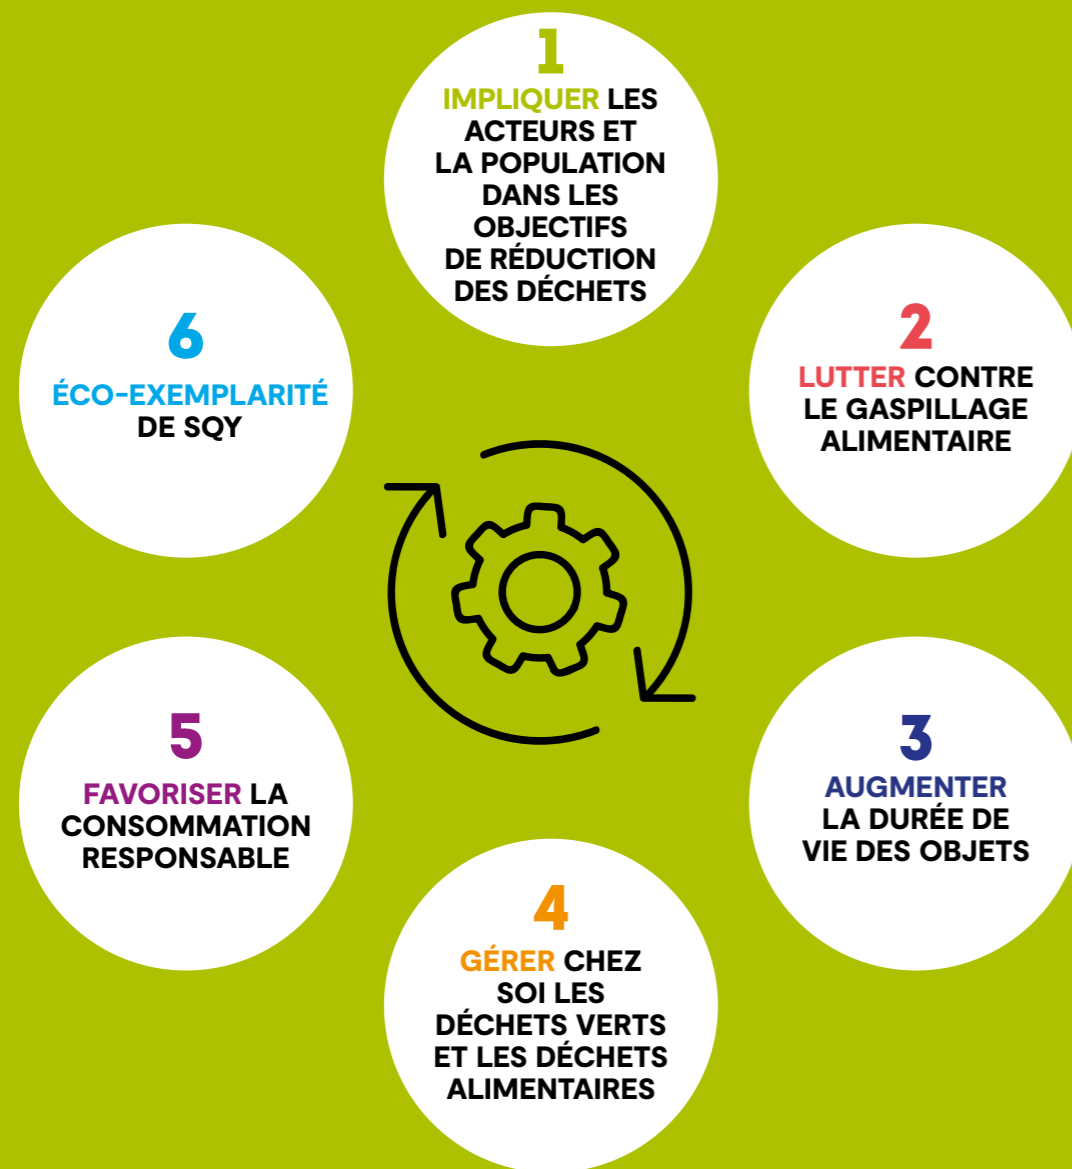 1
IMPLIQUER LES
ACTEURS ET
LA POPULATION
DANS LES
OBJECTIFS
DE RÉDUCTION
DES DÉCHETS
2
LUTTER CONTRE
LE GASPILLAGE
ALIMENTAIRE
3
AUGMENTER
LA DURÉE DE
VIE DES OBJETS
4
GÉRER CHEZ
SOI LES
DÉCHETS VERTS
ET LES DÉCHETS
ALIMENTAIRES
5
FAVORISER LA
CONSOMMATION
RESPONSABLE
6
ÉCO-EXEMPLARITÉ
DE SQY